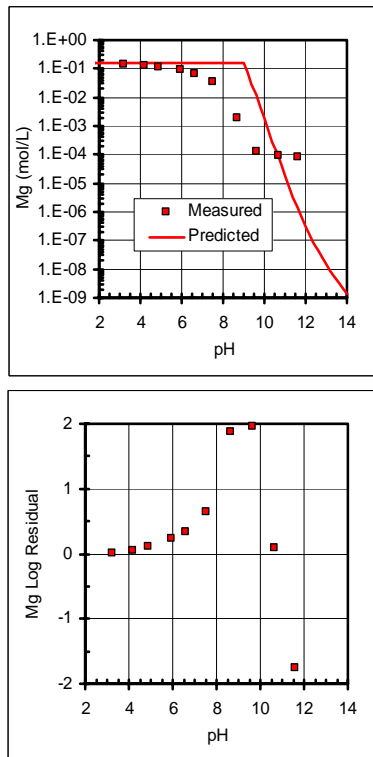 1.E+00
1.E-01
1.E-02
1.E-03
1.E-04
1.E-05
1.E-06
1.E-07
1.E-08
1.E-09
Mg (mol/L)
Measured
Predicted
2 4 6 8 10 12 14
pH
2
1
0
-1
-2
Mg Log Residual
2 4 6 8 10 12 14
pH